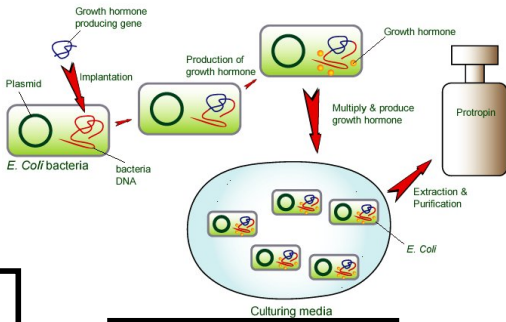 Growth hormone
producing gene
Implantation
Plasmid
E. Coli bacteria
bacteria
DNA
Production of
growth hormone
Growth hormone
Multiply & produce
growth hormone
Protropin
Extraction &
Purification
E. Coli
Culturing media